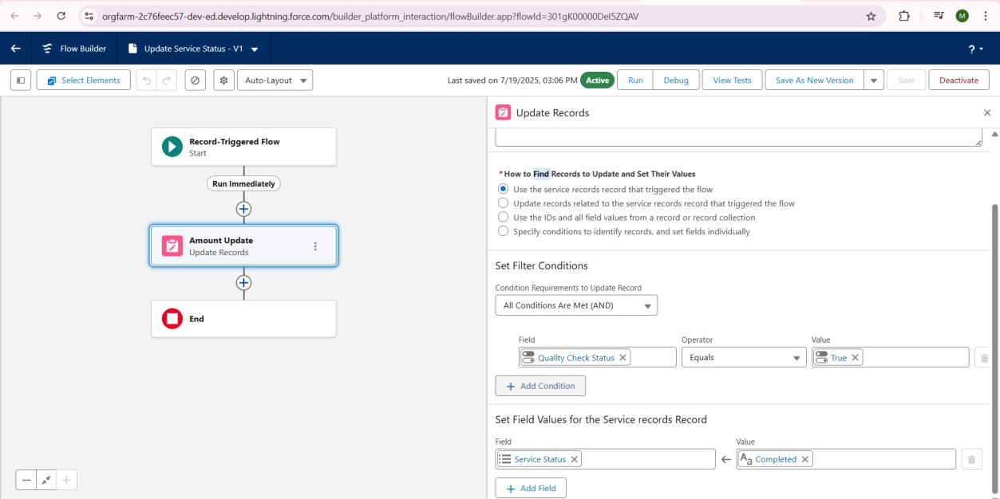 orgfarm-2c76feec57-dev-ed.develop.lightning.force.com/builder_platform_interaction/flowBuilder.app?flowId=301gK00000Del5ZQAV
M
Flow Builder
Update Service Status - V1
?
Select Elements
Auto-Layout
Last saved on 7/19/2025, 03:06 PM
Active
Run
Debug
View Tests
Save As New Version
Save
Deactivate
Record-Triggered Flow
Start
Run Immediately
Amount Update
Update Records
End
Update Records
*How to Find Records to Update and Set Their Values
Use the service records record that triggered the flow
Update records related to the service records record that triggered the flow
Use the IDs and all field values from a record or record collection
Specify conditions to identify records, and set fields individually
Set Filter Conditions
Condition Requirements to Update Record
All Conditions Are Met (AND)
Field
Operator
Value
Quality Check Status
Equals
True
+ Add Condition
Set Field Values for the Service records Record
Field
Value
Service Status
Aa Completed
+ Add Field